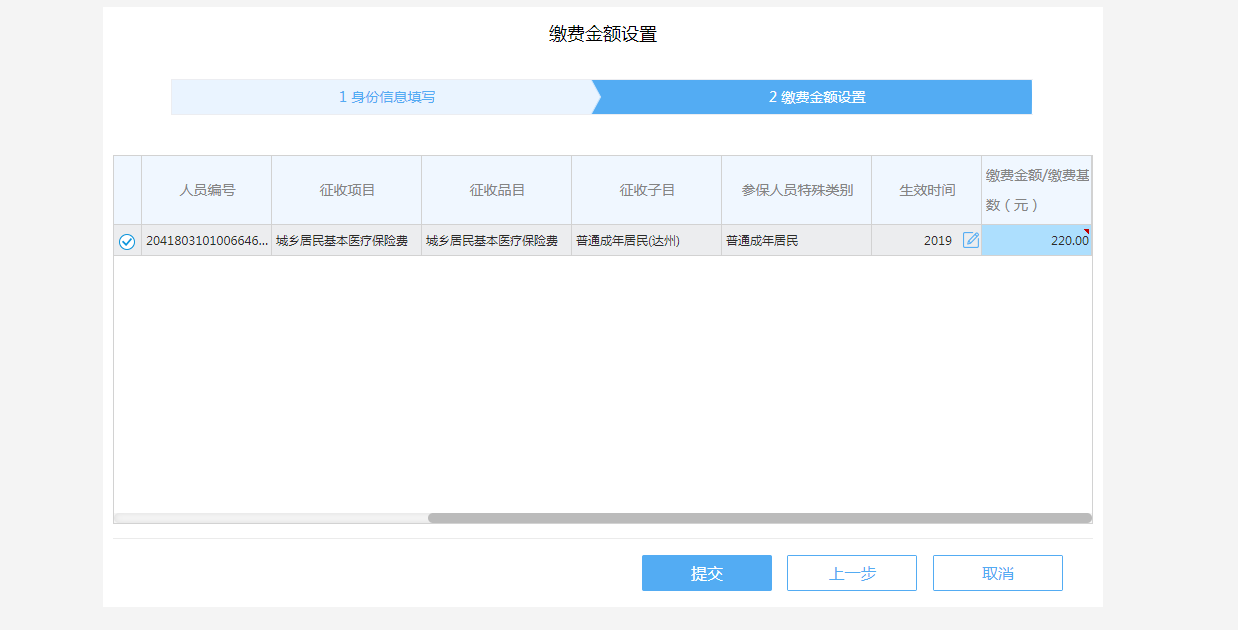 缴费金额设置
1 身份信息填写
2 缴费金额设置
人员编号 征收项目 征收品目 征收子目 参保人员特殊类别 生效时间 缴费金额/缴费基数（元）
2041803101006646... 城乡居民基本医疗保险费 城乡居民基本医疗保险费 普通成年居民(达州) 普通成年居民 2019 220.00
提交 上一步 取消